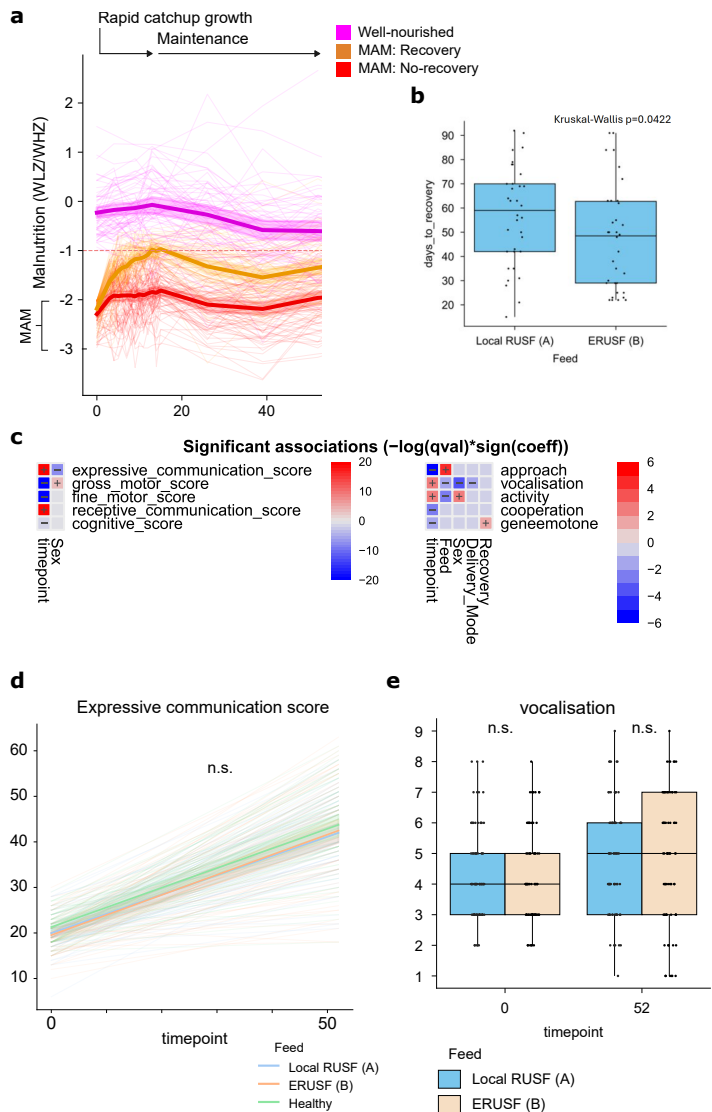 a
Rapid catchup growth
Maintenance
Well-nourished
MAM: Recovery
MAM: No-recovery
Malnutrition (WLZ/WHZ)
MAM
2
1
0
-1
-2
-3
0 20 40
b
Kruskal-Wallis p=0.0422
days_to_recovery
90
80
70
60
50
40
30
20
Local RUSF (A) ERUSF (B)
Feed
c
Significant associations (−log(qval)*sign(coeff))
expressive_communication_score
gross_motor_score
fine_motor_score
receptive_communication_score
cognitive_score
timepoint
Sex
20
10
0
−10
−20
approach
vocalisation
activity
cooperation
geneemotone
timepoint
Feed
Sex
Delivery_Mode
Recovery
6
4
2
0
−2
−4
−6
d
Expressive communication score
n.s.
60
50
40
30
20
10
0 50
timepoint
Feed
Local RUSF (A)
ERUSF (B)
Healthy
e
vocalisation
n.s. n.s.
9
8
7
6
5
4
3
2
1
0 52
timepoint
Feed
Local RUSF (A)
ERUSF (B)